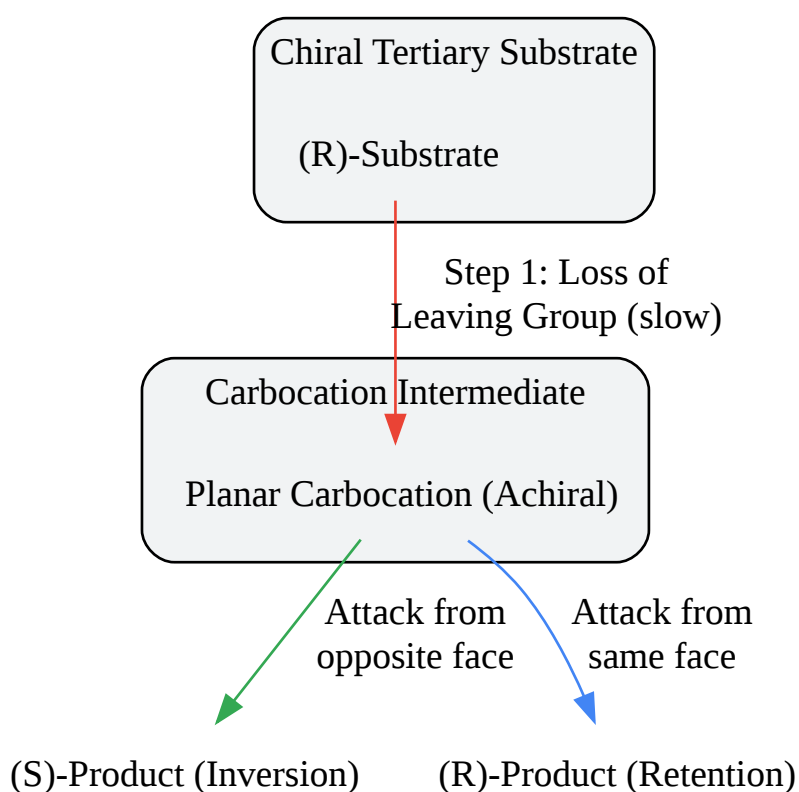 Chiral Tertiary Substrate
(R)-Substrate
Step 1: Loss of
Leaving Group (slow)
Carbocation Intermediate
Planar Carbocation (Achiral)
Attack from
opposite face
Attack from
same face
(S)-Product (Inversion)
(R)-Product (Retention)